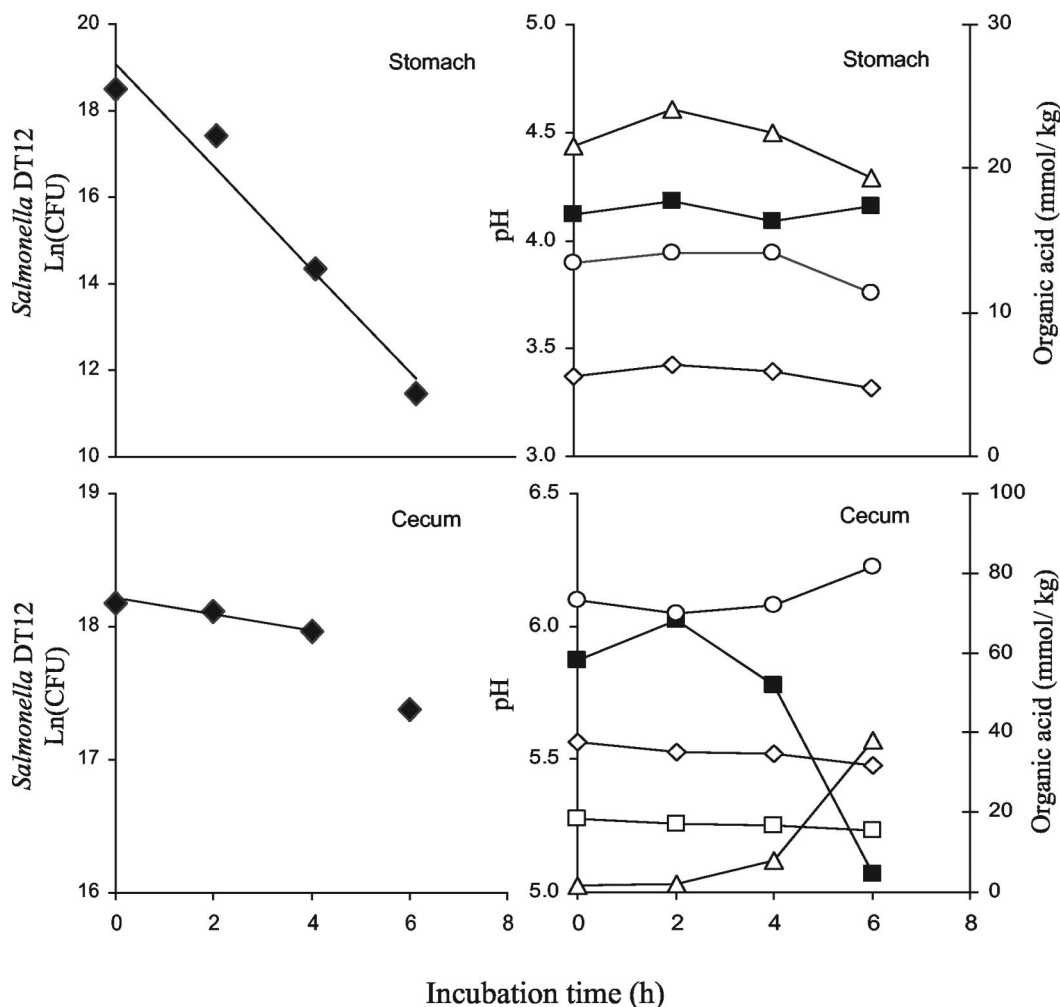 20
18
16
14
12
10
Salmonella DT12
Ln(CFU)
Stomach
5.0
4.5
4.0
3.5
3.0
pH
Stomach
30
20
10
0
Organic acid (mmol/ kg)
19
18
17
16
Salmonella DT12
Ln(CFU)
Cecum
0 2 4 6 8
6.5
6.0
5.5
5.0
pH
Cecum
100
80
60
40
20
0
Organic acid (mmol/ kg)
0 2 4 6 8
Incubation time (h)